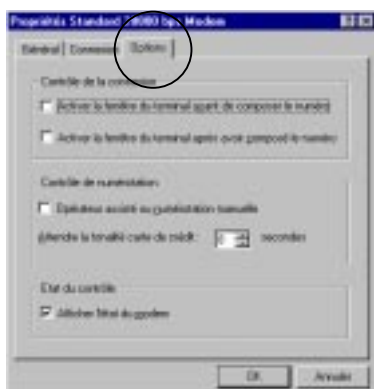 Propriétés Standard 28800 bps Modem
Général Connexion Options
Contrôle de la connexion
Activer la fenêtre du terminal avant de composer le numéro
Activer la fenêtre du terminal après avoir composé le numéro
Contrôle de numérotation
Opérateur assisté ou numérotation manuelle
Attendre la tonalité carte de crédit : secondes
Etat du contrôle
Afficher l'état du modem
OK Annuler